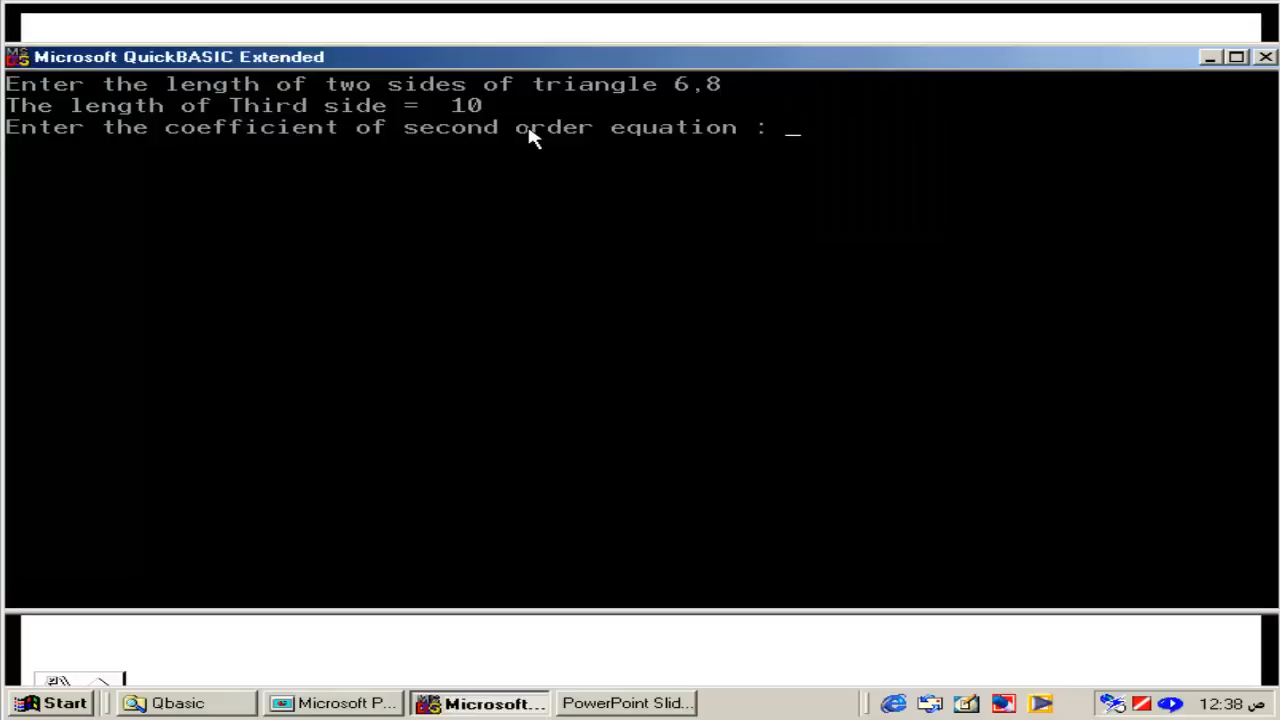 Microsoft QuickBASIC Extended
Enter the length of two sides of triangle 6,8
The length of Third side =  10
Enter the coefficient of second order equation : _
Start
Qbasic
Microsoft P...
Microsoft...
PowerPoint Slid...
12:38 ص